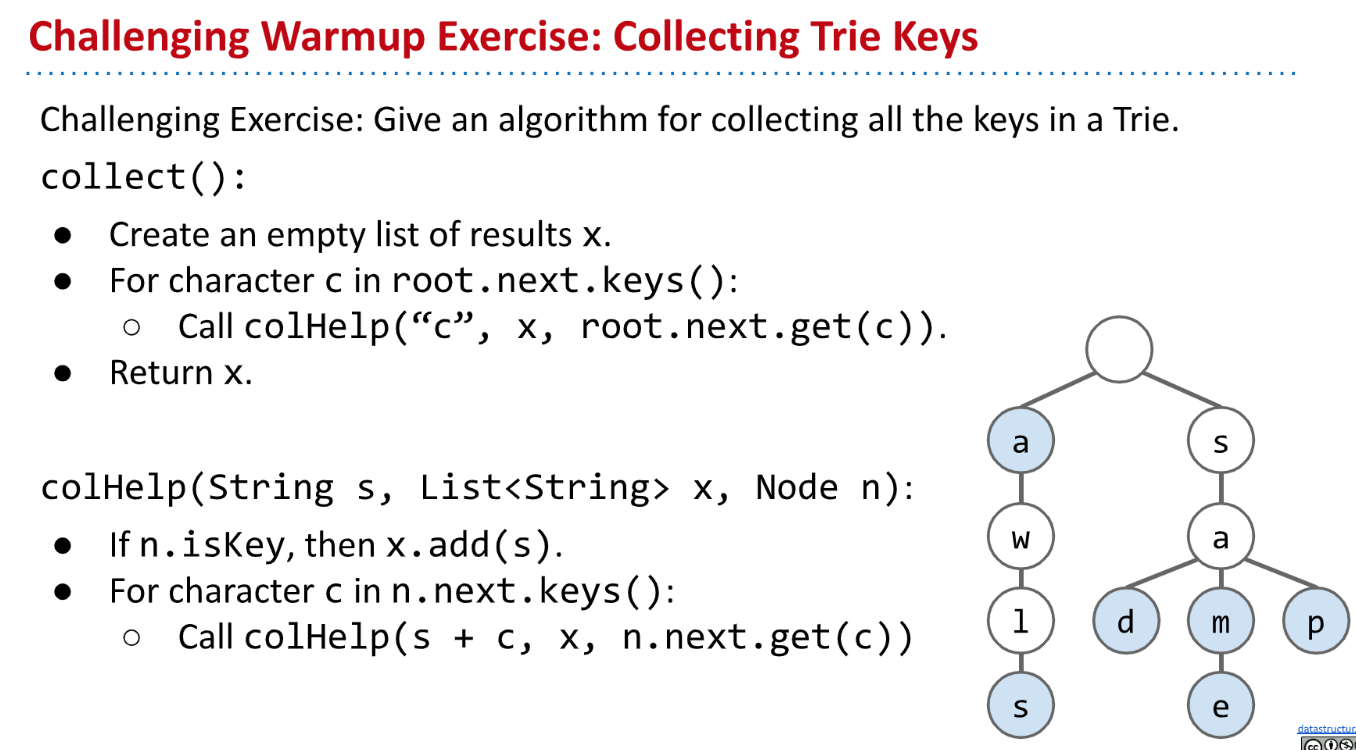 Challenging Warmup Exercise: Collecting Trie Keys
Challenging Exercise: Give an algorithm for collecting all the keys in a Trie.
collect():
● Create an empty list of results x.
● For character c in root.next.keys():
○ Call colHelp(“c”, x, root.next.get(c)).
● Return x.
colHelp(String s, List<String> x, Node n):
● If n.isKey, then x.add(s).
● For character c in n.next.keys():
○ Call colHelp(s + c, x, n.next.get(c))
a s
w a
l d m p
s e
datastructur
cc